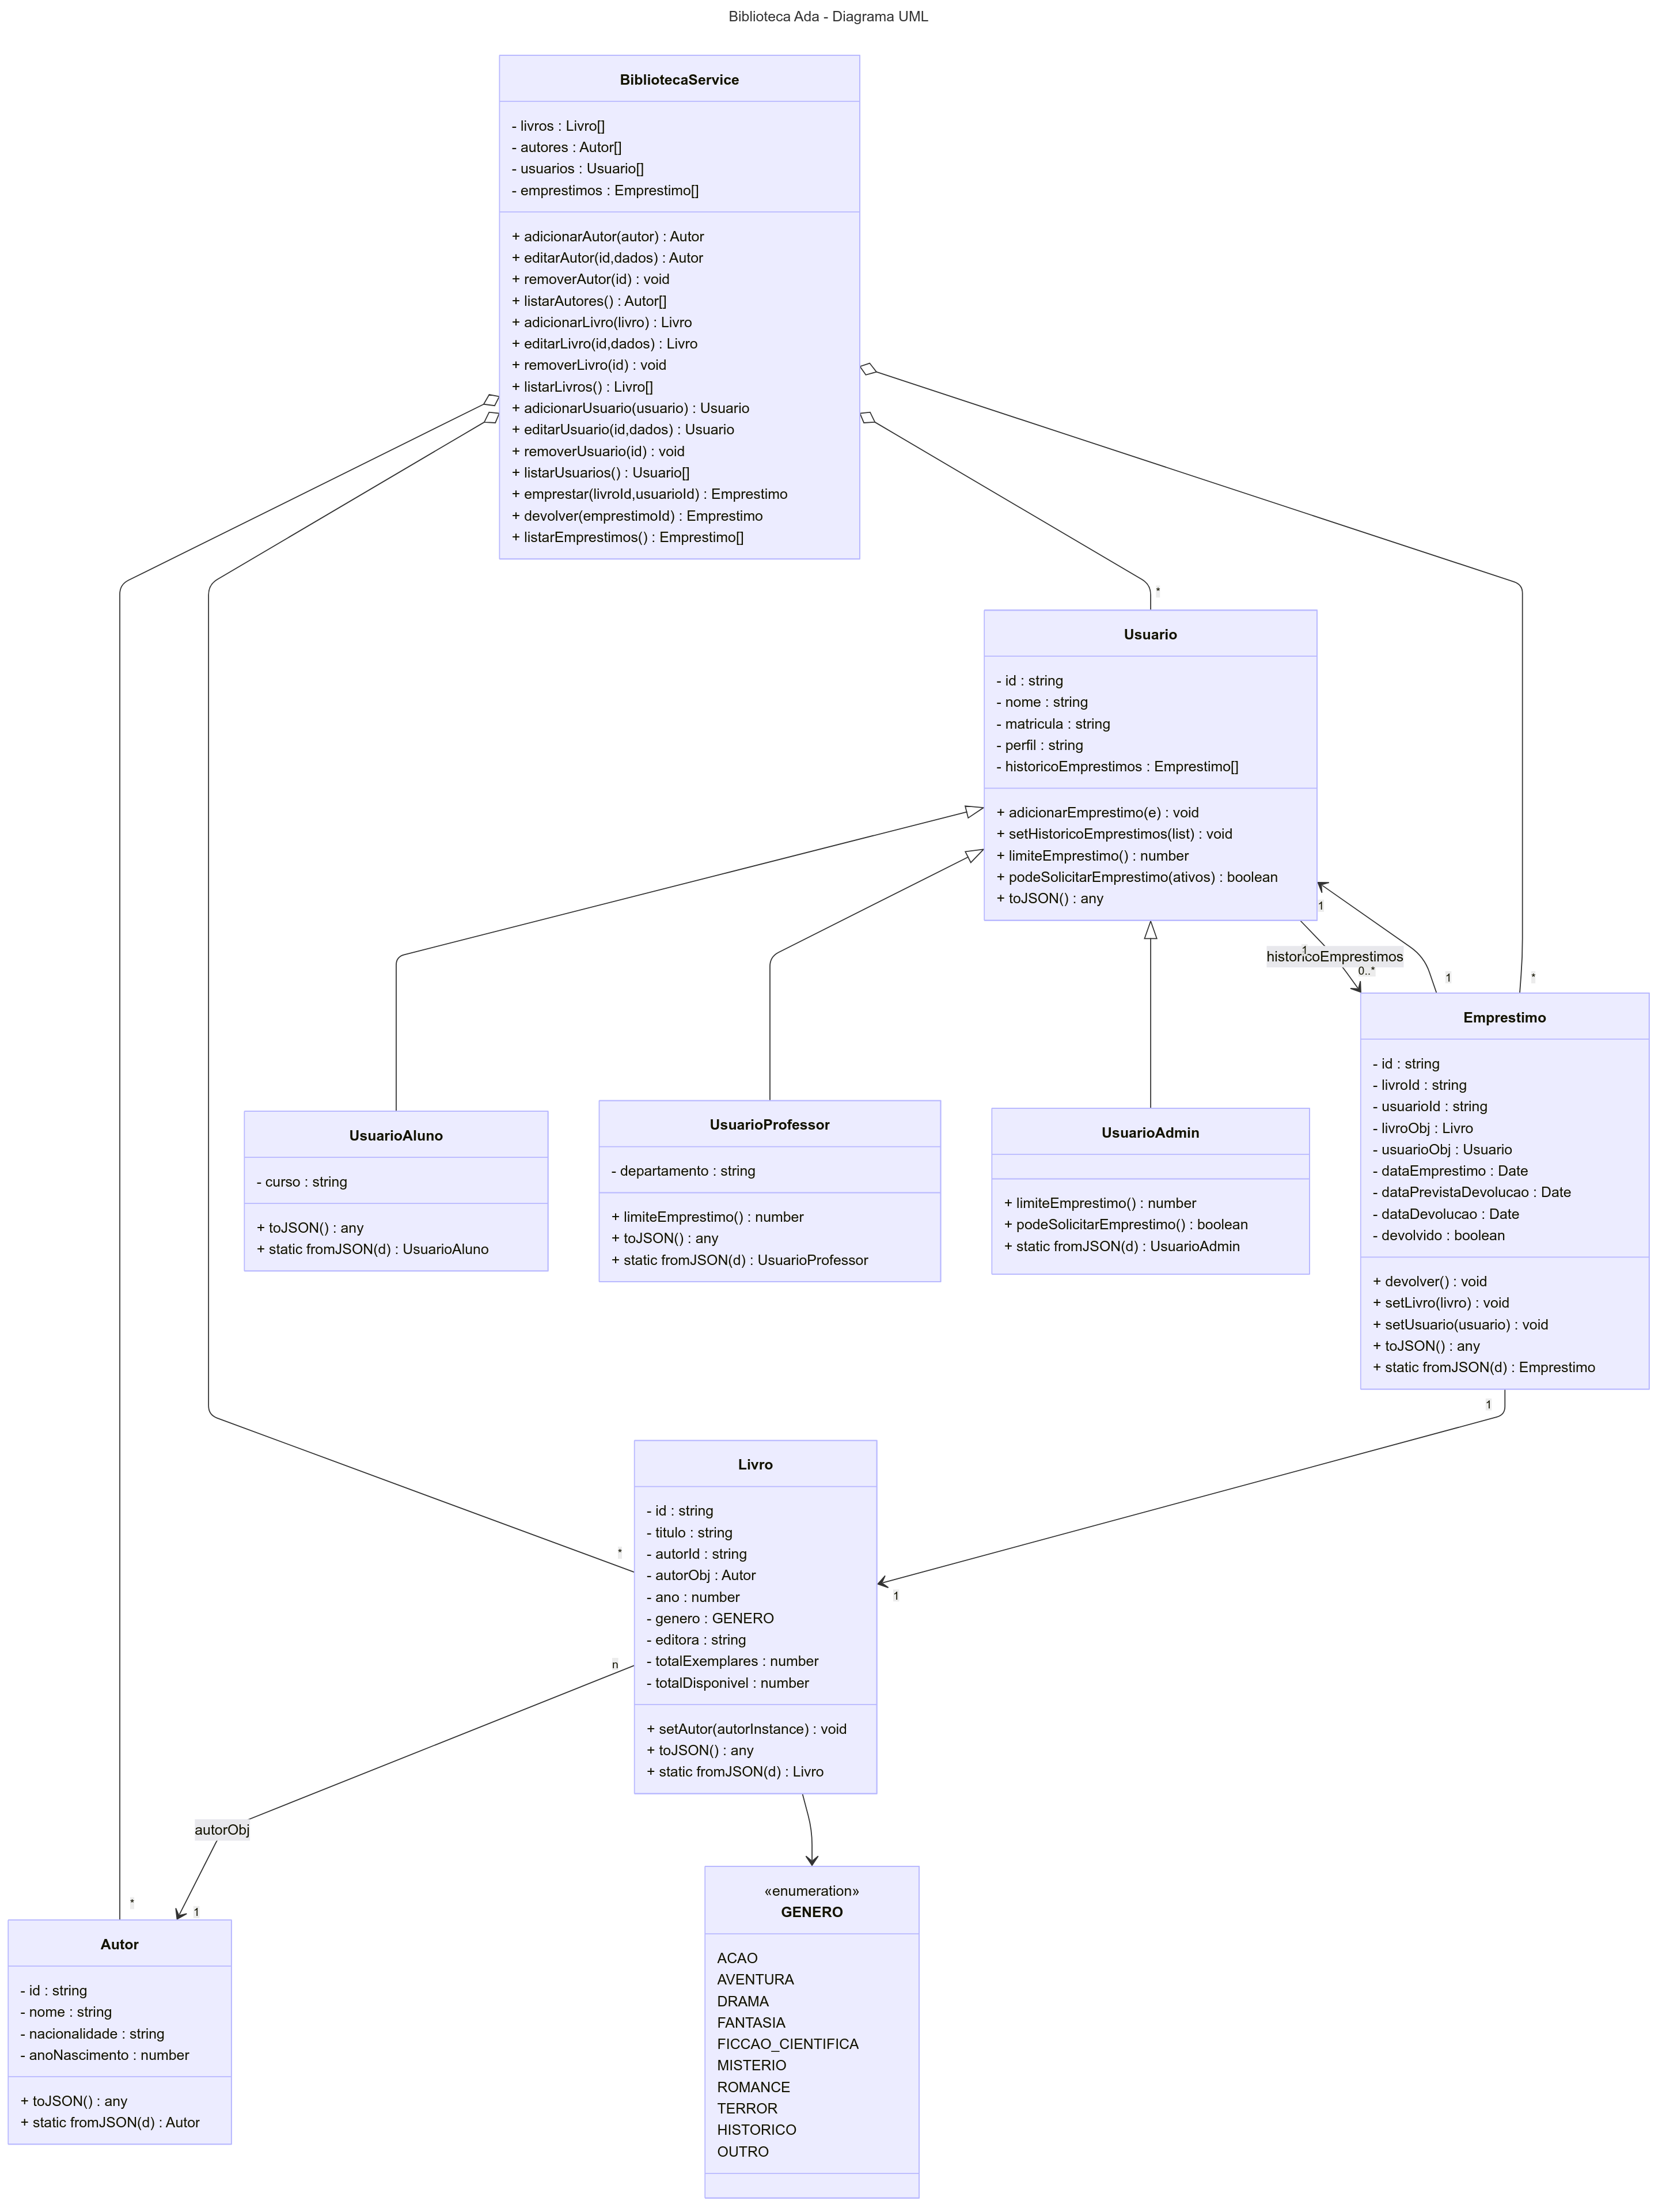 Biblioteca Ada - Diagrama UML
BibliotecaService
- livros : Livro[]
- autores : Autor[]
- usuarios : Usuario[]
- emprestimos : Emprestimo[]
+ adicionarAutor(autor) : Autor
+ editarAutor(id,dados) : Autor
+ removerAutor(id) : void
+ listarAutores() : Autor[]
+ adicionarLivro(livro) : Livro
+ editarLivro(id,dados) : Livro
+ removerLivro(id) : void
+ listarLivros() : Livro[]
+ adicionarUsuario(usuario) : Usuario
+ editarUsuario(id,dados) : Usuario
+ removerUsuario(id) : void
+ listarUsuarios() : Usuario[]
+ emprestar(livroId,usuarioId) : Emprestimo
+ devolver(emprestimoId) : Emprestimo
+ listarEmprestimos() : Emprestimo[]
*
Usuario
- id : string
- nome : string
- matricula : string
- perfil : string
- historicoEmprestimos : Emprestimo[]
+ adicionarEmprestimo(e) : void
+ setHistoricoEmprestimos(list) : void
+ limiteEmprestimo() : number
+ podeSolicitarEmprestimo(ativos) : boolean
+ toJSON() : any
1
1
historicoEmprestimos
0..*
1
*
Emprestimo
- id : string
- livroId : string
- usuarioId : string
- livroObj : Livro
- usuarioObj : Usuario
- dataEmprestimo : Date
- dataPrevistaDevolucao : Date
- dataDevolucao : Date
- devolvido : boolean
+ devolver() : void
+ setLivro(livro) : void
+ setUsuario(usuario) : void
+ toJSON() : any
+ static fromJSON(d) : Emprestimo
1
UsuarioAluno
- curso : string
+ toJSON() : any
+ static fromJSON(d) : UsuarioAluno
UsuarioProfessor
- departamento : string
+ limiteEmprestimo() : number
+ toJSON() : any
+ static fromJSON(d) : UsuarioProfessor
UsuarioAdmin
+ limiteEmprestimo() : number
+ podeSolicitarEmprestimo() : boolean
+ static fromJSON(d) : UsuarioAdmin
*
Livro
- id : string
- titulo : string
- autorId : string
- autorObj : Autor
- ano : number
- genero : GENERO
- editora : string
- totalExemplares : number
- totalDisponivel : number
+ setAutor(autorInstance) : void
+ toJSON() : any
+ static fromJSON(d) : Livro
1
n
autorObj
*
1
Autor
- id : string
- nome : string
- nacionalidade : string
- anoNascimento : number
+ toJSON() : any
+ static fromJSON(d) : Autor
«enumeration»
GENERO
ACAO
AVENTURA
DRAMA
FANTASIA
FICCAO_CIENTIFICA
MISTERIO
ROMANCE
TERROR
HISTORICO
OUTRO